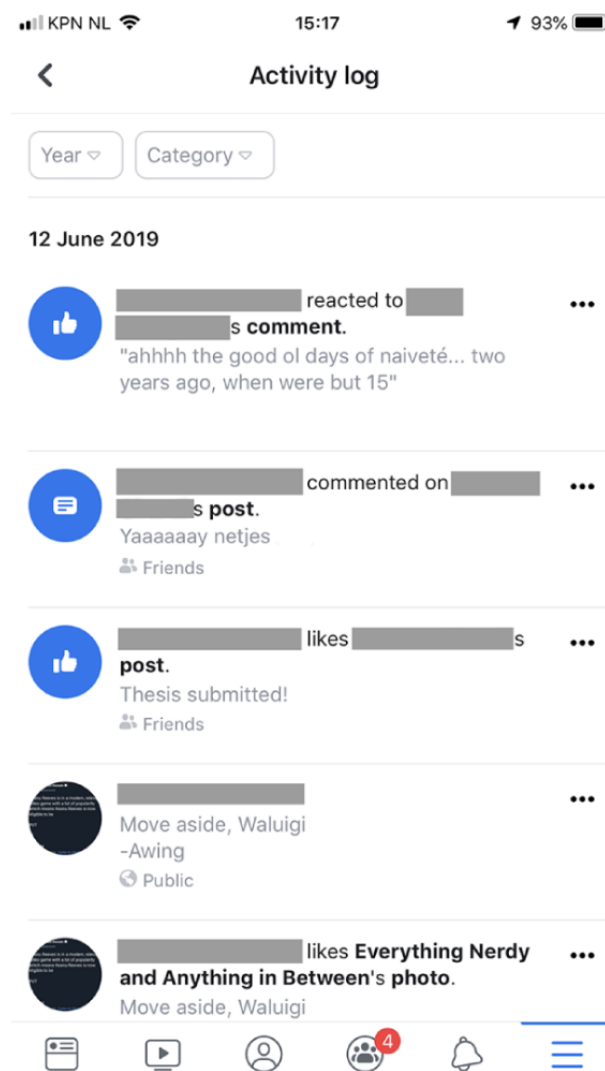 KPN NL 15:17 93%
Activity log
Year Category
12 June 2019
reacted to
s comment.
"ahhhh the good ol days of naiveté... two
years ago, when were but 15"
commented on
s post.
Yaaaaaay netjes
Friends
likes s
post.
Thesis submitted!
Friends
Move aside, Waluigi
-Awing
Public
likes Everything Nerdy
and Anything in Between's photo.
Move aside, Waluigi
4